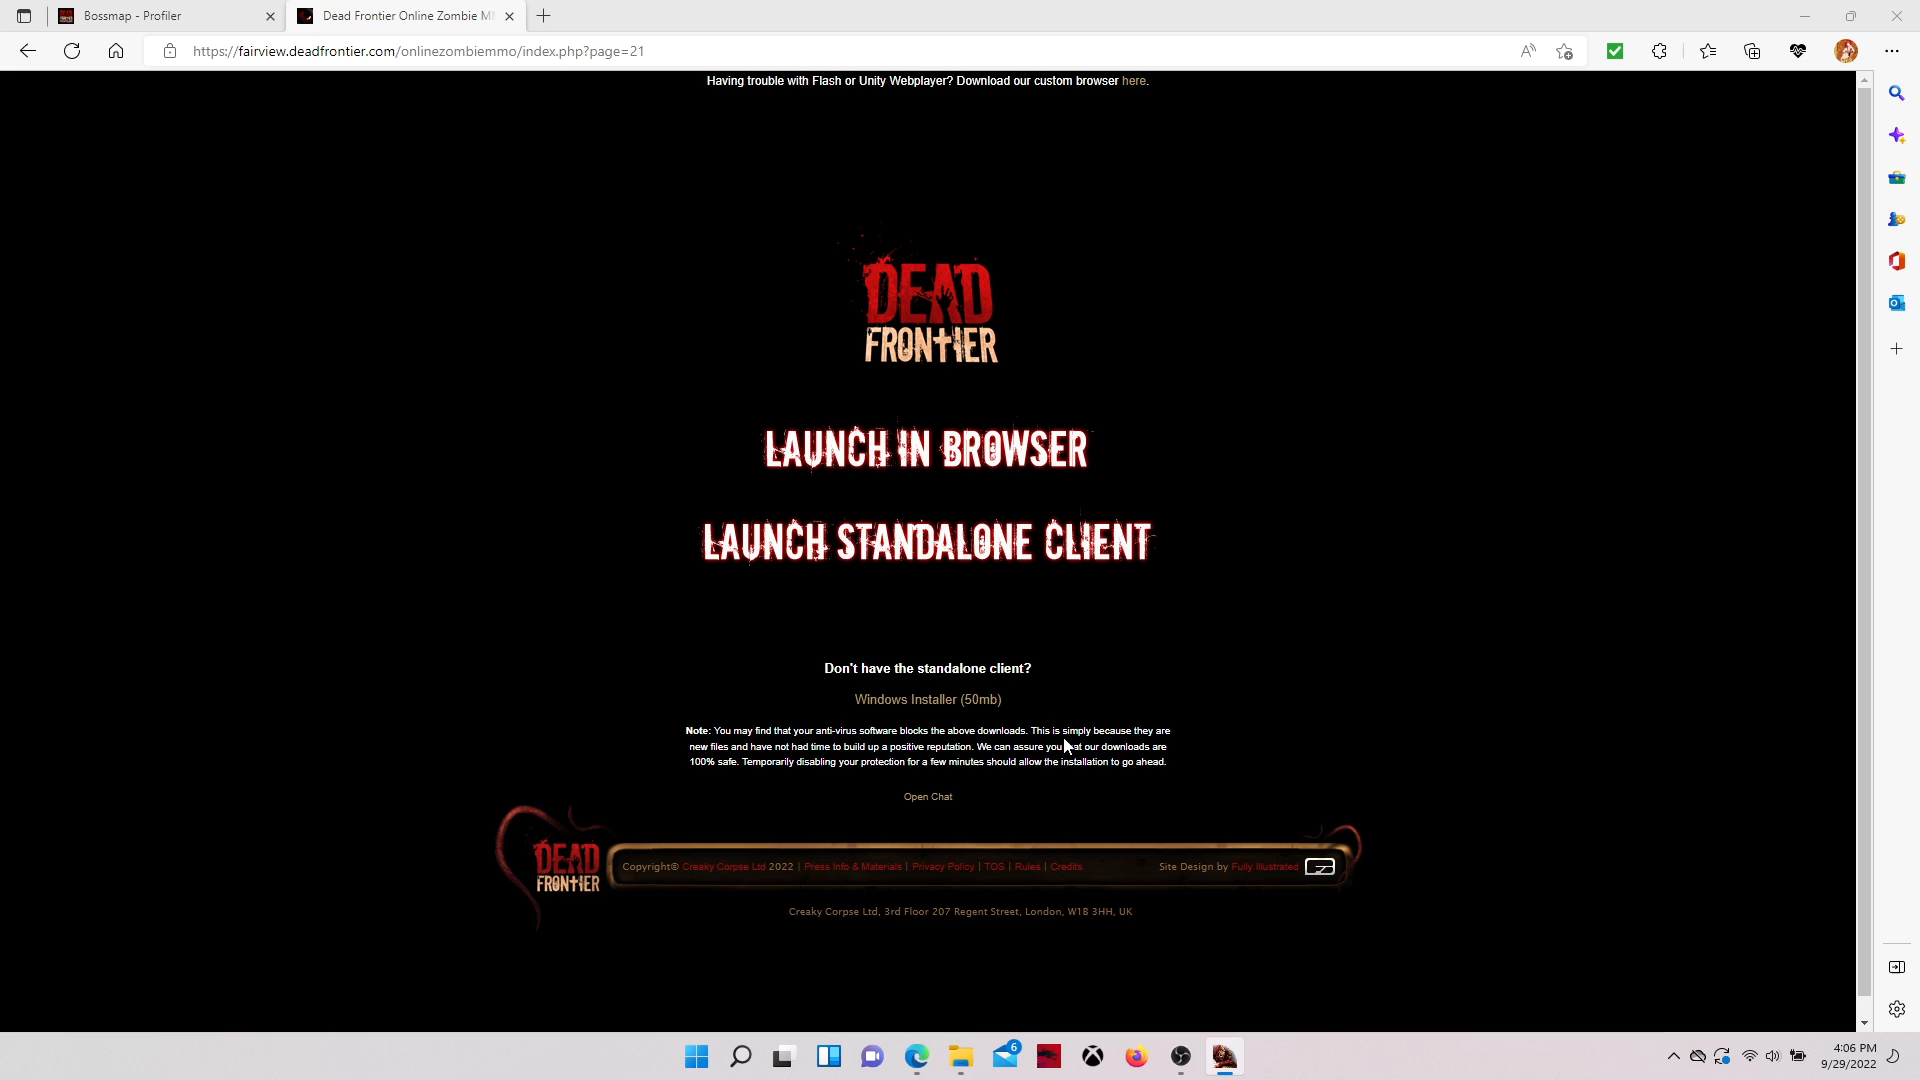 Bossmap - Profiler
Dead Frontier Online Zombie M
https://fairview.deadfrontier.com/onlinezombiemmo/index.php?page=21
Having trouble with Flash or Unity Webplayer? Download our custom browser here.
DEAD
FRONTIER
LAUNCH IN BROWSER
LAUNCH STANDALONE CLIENT
Don't have the standalone client?
Windows Installer (50mb)
Note: You may find that your anti-virus software blocks the above downloads. This is simply because they are
new files and have not had time to build up a positive reputation. We can assure you that our downloads are
100% safe. Temporarily disabling your protection for a few minutes should allow the installation to go ahead.
Open Chat
DEAD
FRONTIER
Copyright© Creaky Corpse Ltd 2022 | Press Info & Materials | Privacy Policy | TOS | Rules | Credits
Site Design by Fully Illustrated
Creaky Corpse Ltd, 3rd Floor 207 Regent Street, London, W1B 3HH, UK
6
4:06 PM
9/29/2022